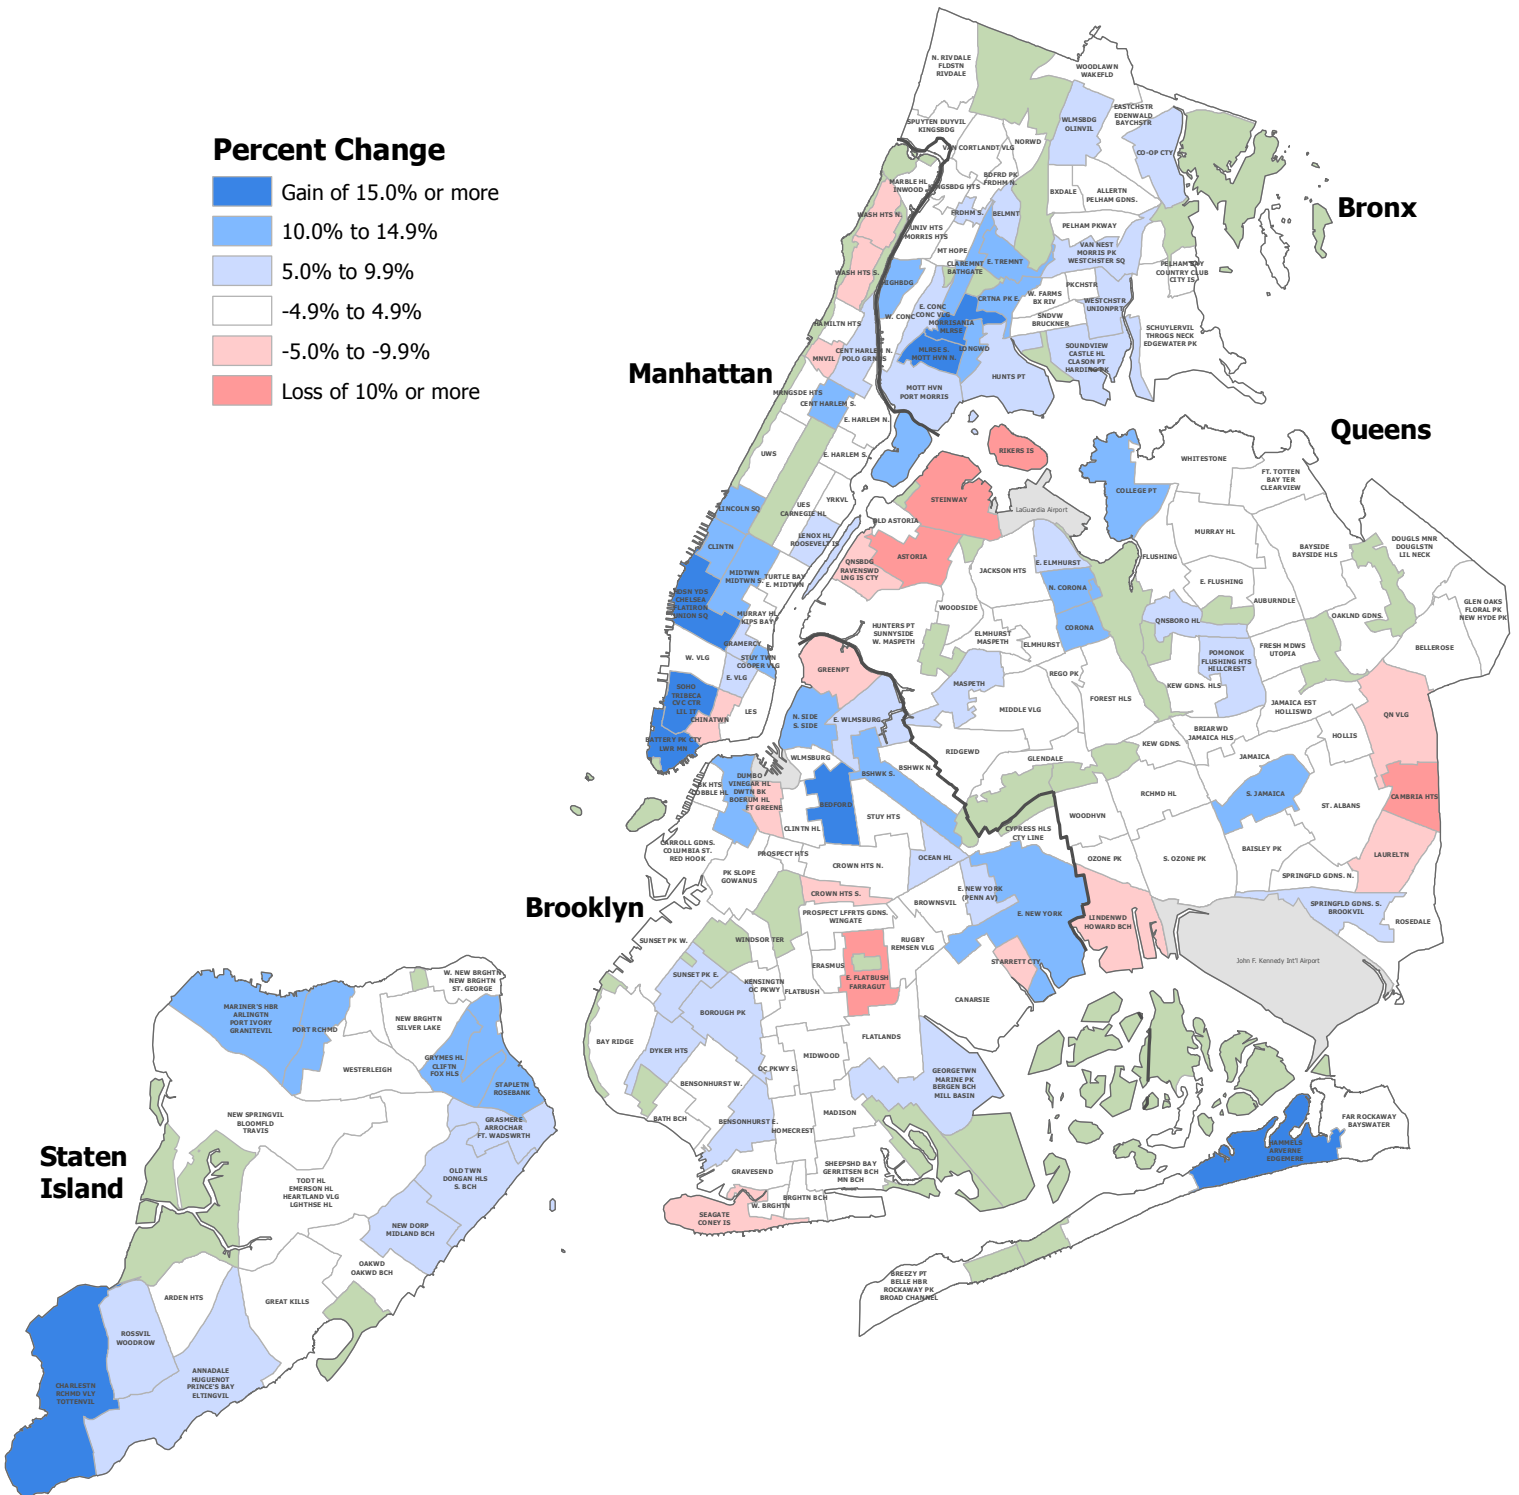 Percent Change
Gain of 15.0% or more
10.0% to 14.9%
5.0% to 9.9%
-4.9% to 4.9%
-5.0% to -9.9%
Loss of 10% or more
Bronx
N. RIVDALE
FLDSTN
RIVDALE
WOODLAWN
WAKEFLD
SPUYTEN DUYVIL
KINGSBDG
VAN CORTLANDT VLG
NORWD
WLMSBDG
OLINVIL
EASTCHSTR
EDENWALD
BAYCHSTR
CO-OP CTY
BDFRD PK
FRDHM N.
KINGSBDG HTS
BXDALE
ALLERTN
PELHAM GDNS.
FRDHM S.
BELMNT
UNIV HTS
MORRIS HTS
PELHAM PKWAY
MT HOPE
VAN NEST
MORRIS PK
WESTCHSTR SQ
CLAREMNT
BATHGATE
E. TREMNT
PELHAM BAY
COUNTRY CLUB
CITY IS
HIGHBDG
CRTNA PK E.
W. FARMS
BX RIV
PKCHSTR
WESTCHSTR
UNIONPRT
E. CONC
CONC VLG
W. CONC
MORRISANIA
MLRSE
SNDVW
BRUCKNER
SCHUYLERVIL
THROGS NECK
EDGEWATER PK
MLRSE S.
MOTT HVN N.
LONGWD
SOUNDVIEW
CASTLE HL
CLASON PT
HARDING PK
HUNTS PT
MOTT HVN
PORT MORRIS
Manhattan
MARBLE HL
INWOOD
WASH HTS N.
WASH HTS S.
HAMILTN HTS
MNVIL
CENT HARLEM N.
POLO GRNDS
MRNGSDE HTS
CENT HARLEM S.
E. HARLEM N.
UWS
E. HARLEM S.
YRKVL
UES
CARNEGIE HL
LINCOLN SQ
LENOX HL
ROOSEVELT IS
CLINTN
MIDTWN
MIDTWN S.
TURTLE BAY
E. MIDTWN
HDSN YDS
CHELSEA
FLATIRON
UNION SQ
MURRAY HL
KIPS BAY
GRAMERCY
STUY TWN
COOPER VLG
W. VLG
E. VLG
SOHO
TRIBECA
CVC CTR
LIL IT
CHINATWN
LES
BATTERY PK CTY
LWR MN
Queens
RIKERS IS
STEINWAY
LaGuardia Airport
OLD ASTORIA
ASTORIA
QNSBDG
RAVENSWD
LNG IS CTY
COLLEGE PT
WHITESTONE
FT. TOTTEN
BAY TER
CLEARVIEW
MURRAY HL
FLUSHING
BAYSIDE
BAYSIDE HLS
DOUGLS MNR
DOUGLSTN
LIL NECK
E. ELMHURST
JACKSON HTS
N. CORONA
CORONA
E. FLUSHING
AUBURNDLE
OAKLND GDNS.
GLEN OAKS
FLORAL PK
NEW HYDE PK
WOODSIDE
HUNTERS PT
SUNNYSIDE
W. MASPETH
ELMHURST
MASPETH
ELMHURST
QNSBORO HL
POMONOK
FLUSHING HTS
HILLCREST
FRESH MDWS
UTOPIA
BELLEROSE
MASPETH
REGO PK
FOREST HLS
KEW GDNS. HLS
JAMAICA EST
HOLLISWD
MIDDLE VLG
QN VLG
BRIARWD
JAMAICA HLS
HOLLIS
KEW GDNS.
RIDGEWD
GLENDALE
JAMAICA
RCHMD HL
S. JAMAICA
ST. ALBANS
CAMBRIA HTS
WOODHVN
BAISLEY PK
LAURELTN
OZONE PK
S. OZONE PK
SPRINGFLD GDNS. N.
SPRINGFLD GDNS. S.
BROOKVIL
ROSEDALE
LINDENWD
HOWARD BCH
John F. Kennedy Int'l Airport
FAR ROCKAWAY
BAYSWATER
HAMMELS
ARVERNE
EDGEMERE
BREEZY PT
BELLE HBR
ROCKAWAY PK
BROAD CHANNEL
Brooklyn
GREENPT
N. SIDE
S. SIDE
E. WLMSBURG
WLMSBURG
BSHWK S.
BSHWK N.
BK HTS
COBBLE HL
DUMBO
VINEGAR HL
DWTN BK
BOERUM HL
FT GREENE
BEDFORD
CLINTN HL
STUY HTS
CYPRESS HLS
CTY LINE
CARROLL GDNS.
COLUMBIA ST.
RED HOOK
PROSPECT HTS
CROWN HTS N.
OCEAN HL
PK SLOPE
GOWANUS
CROWN HTS S.
BROWNSVIL
E. NEW YORK
(PENN AV)
E. NEW YORK
PROSPECT LFFRTS GDNS.
WINGATE
SUNSET PK W.
WINDSOR TER
RUGBY
REMSEN VLG
STARRETT CTY
ERASMUS
SUNSET PK E.
KENSINGTN
OC PKWY
FLATBUSH
E. FLATBUSH
FARRAGUT
CANARSIE
BOROUGH PK
BAY RIDGE
DYKER HTS
FLATLANDS
MIDWOOD
OC PKWY S.
GEORGETWN
MARINE PK
BERGEN BCH
MILL BASIN
BENSONHURST W.
BATH BCH
BENSONHURST E.
MADISON
HOMECREST
GRAVESEND
SHEEPSHD BAY
GERRITSEN BCH
MN BCH
BRGHTN BCH
W. BRGHTN
SEAGATE
CONEY IS
Staten
Island
W. NEW BRGHTN
NEW BRGHTN
ST. GEORGE
MARINER'S HBR
ARLINGTN
PORT IVORY
GRANITEVIL
PORT RCHMD
NEW BRGHTN
SILVER LAKE
GRYMES HL
CLIFTN
FOX HLS
WESTERLEIGH
STAPLETN
ROSEBANK
NEW SPRINGVIL
BLOOMFLD
TRAVIS
GRASMERE
ARROCHAR
FT. WADSWRTH
TODT HL
EMERSON HL
HEARTLAND VLG
LGHTHSE HL
OLD TWN
DONGAN HLS
S. BCH
NEW DORP
MIDLAND BCH
OAKWD
OAKWD BCH
ARDEN HTS
GREAT KILLS
ROSSVIL
WOODROW
ANNADALE
HUGUENOT
PRINCE'S BAY
ELTINGVIL
CHARLESTN
RCHMD VLY
TOTTENVIL